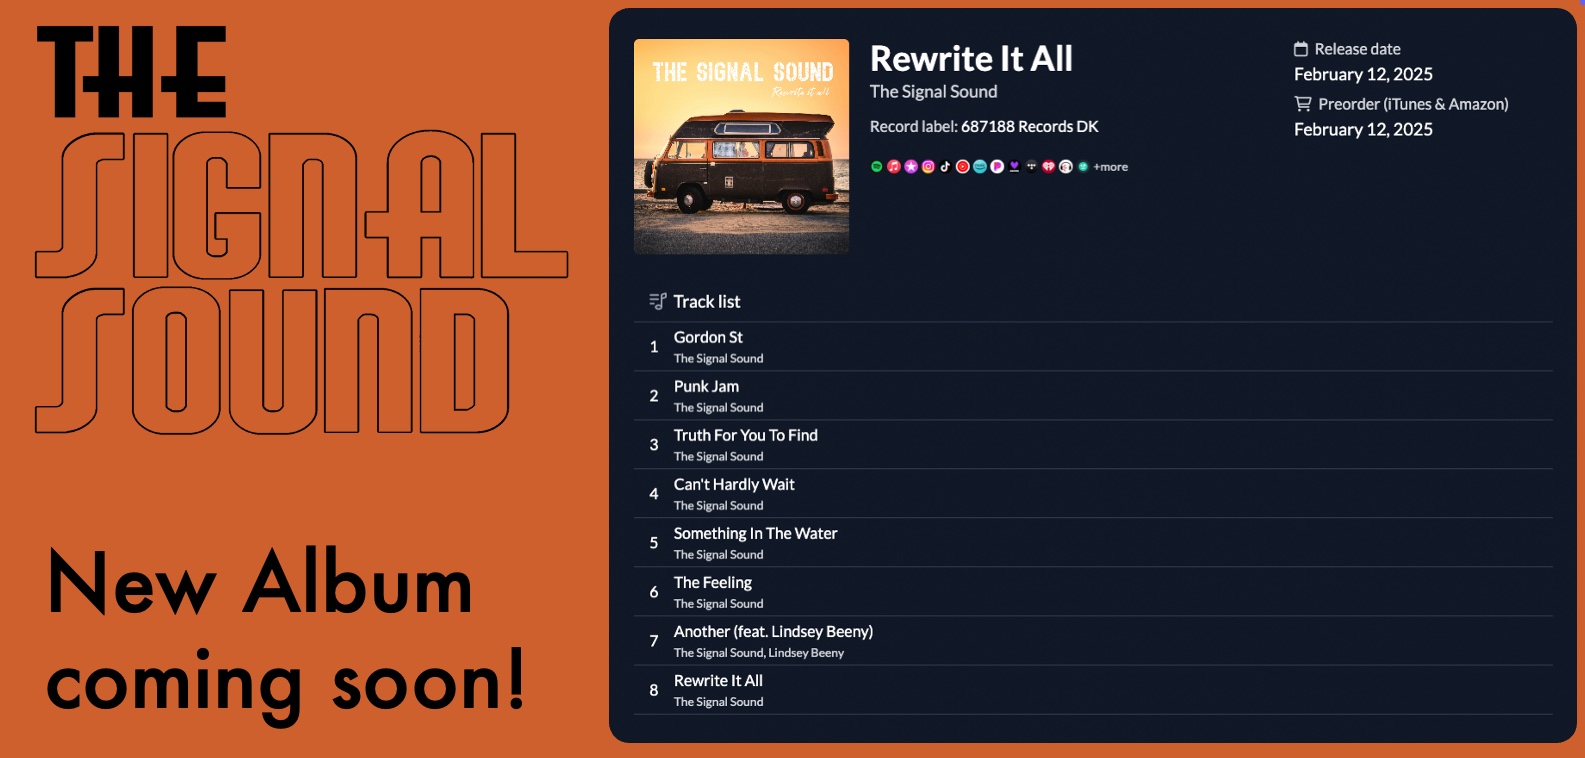 THE
SIGNAL
SOUND
New Album
coming soon!
THE SIGNAL SOUND
Rewrite it all
Rewrite It All
The Signal Sound
Record label: 687188 Records DK
+more
Release date
February 12, 2025
Preorder (iTunes & Amazon)
February 12, 2025
Track list
1
Gordon St
The Signal Sound
2
Punk Jam
The Signal Sound
3
Truth For You To Find
The Signal Sound
4
Can't Hardly Wait
The Signal Sound
5
Something In The Water
The Signal Sound
6
The Feeling
The Signal Sound
7
Another (feat. Lindsey Beeny)
The Signal Sound, Lindsey Beeny
8
Rewrite It All
The Signal Sound